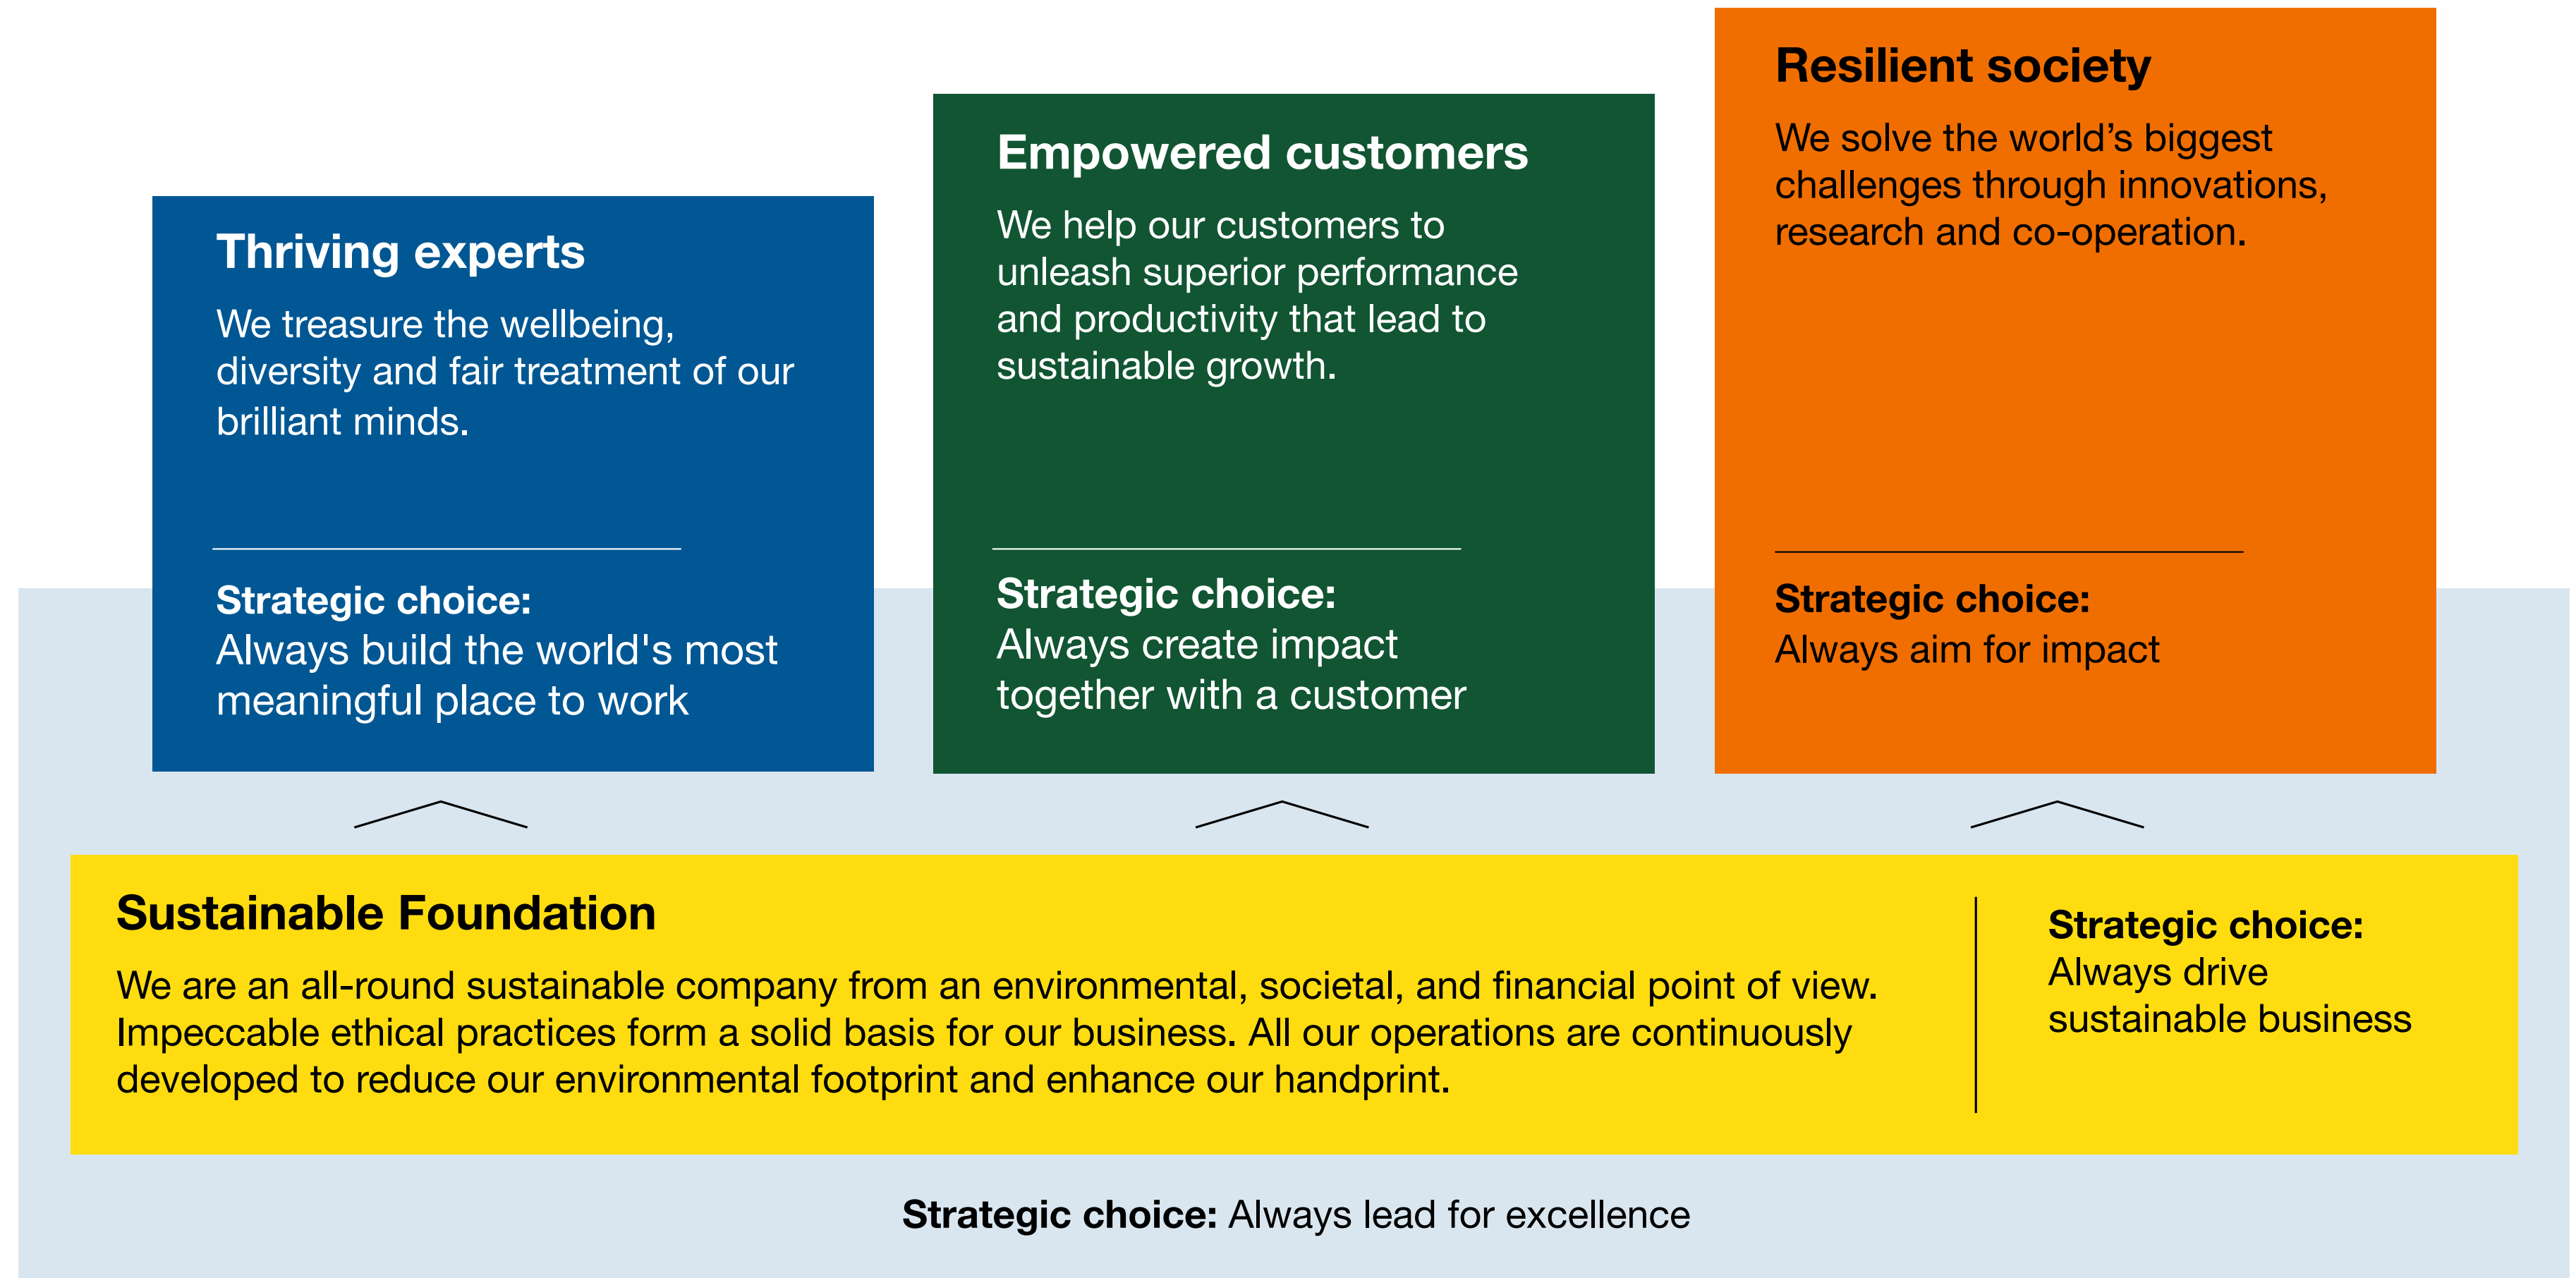 Thriving experts
We treasure the wellbeing,
diversity and fair treatment of our
brilliant minds.
Strategic choice:
Always build the world's most
meaningful place to work
Empowered customers
We help our customers to
unleash superior performance
and productivity that lead to
sustainable growth.
Strategic choice:
Always create impact
together with a customer
Resilient society
We solve the world’s biggest
challenges through innovations,
research and co-operation.
Strategic choice:
Always aim for impact
Sustainable Foundation
We are an all-round sustainable company from an environmental, societal, and financial point of view.
Impeccable ethical practices form a solid basis for our business. All our operations are continuously
developed to reduce our environmental footprint and enhance our handprint.
Strategic choice:
Always drive
sustainable business
Strategic choice: Always lead for excellence